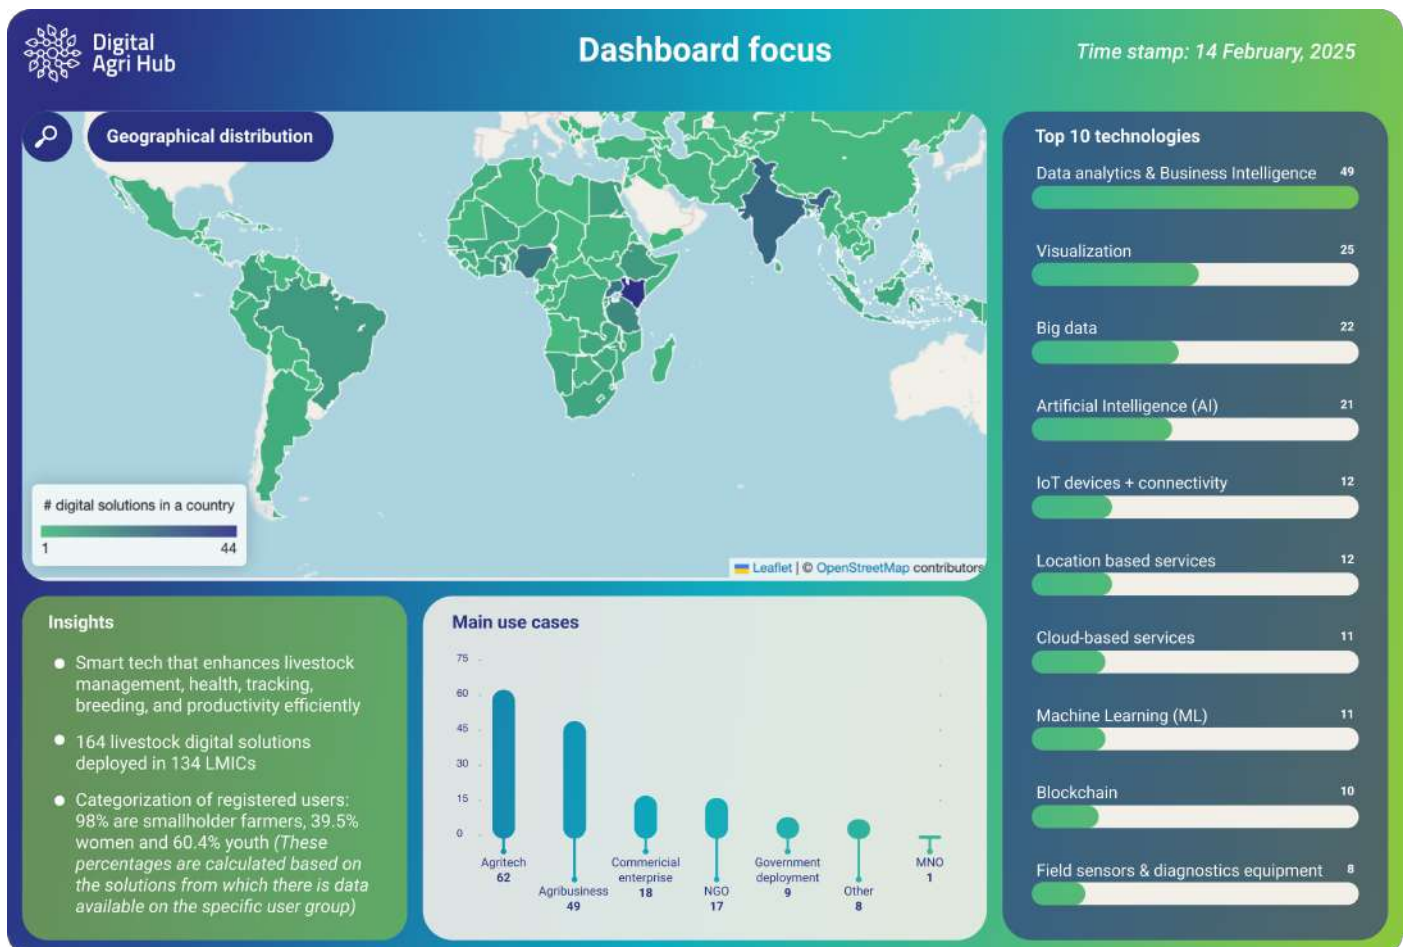 Digital
Agri Hub
Dashboard focus
Time stamp: 14 February, 2025
Geographical distribution
# digital solutions in a country
1
44
Leaflet | © OpenStreetMap contributors
Insights
Smart tech that enhances livestock
management, health, tracking,
breeding, and productivity efficiently
164 livestock digital solutions
deployed in 134 LMICs
Categorization of registered users:
98% are smallholder farmers, 39.5%
women and 60.4% youth (These
percentages are calculated based on
the solutions from which there is data
available on the specific user group)
Main use cases
75
60
45
30
15
0
Agritech
62
Agribusiness
49
Commericial
enterprise
18
NGO
17
Government
deployment
9
Other
8
MNO
1
Top 10 technologies
Data analytics & Business Intelligence 49
Visualization 25
Big data 22
Artificial Intelligence (AI) 21
IoT devices + connectivity 12
Location based services 12
Cloud-based services 11
Machine Learning (ML) 11
Blockchain 10
Field sensors & diagnostics equipment 8